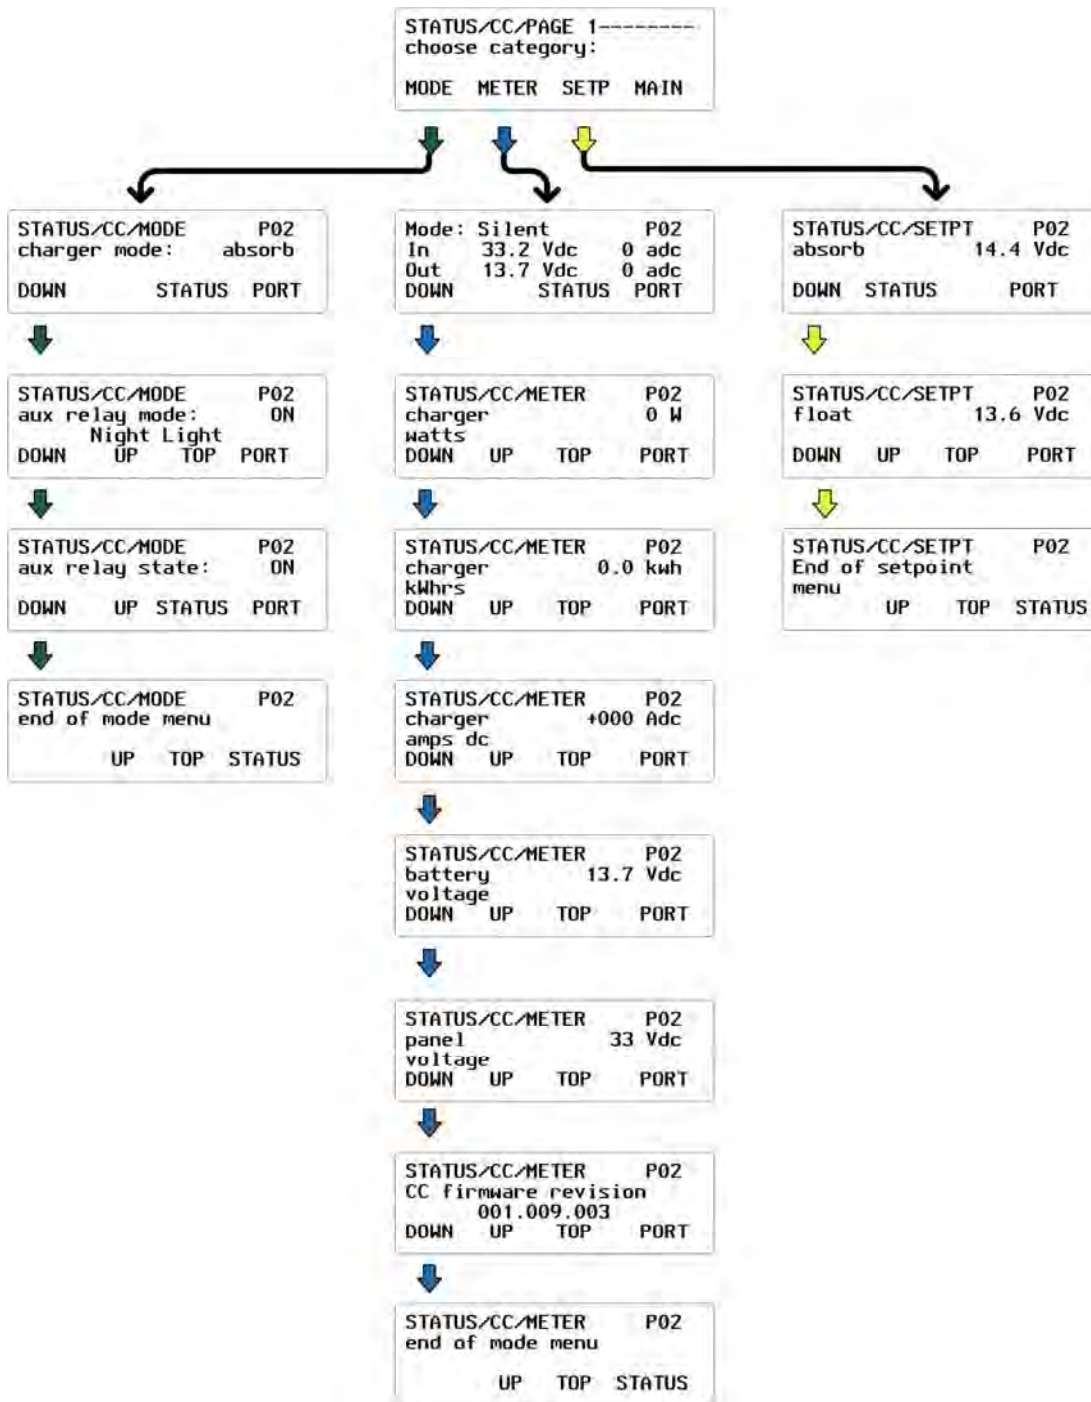 STATUS/CC/PAGE 1--------
choose category:
MODE METER SETP MAIN
STATUS/CC/MODE P02
charger mode: absorb
DOWN STATUS PORT
STATUS/CC/MODE P02
aux relay mode: ON
Night Light
DOWN UP TOP PORT
STATUS/CC/MODE P02
aux relay state: ON
DOWN UP STATUS PORT
STATUS/CC/MODE P02
end of mode menu
UP TOP STATUS
Mode: Silent P02
In 33.2 Vdc 0 adc
Out 13.7 Vdc 0 adc
DOWN STATUS PORT
STATUS/CC/METER P02
charger 0 W
watts
DOWN UP TOP PORT
STATUS/CC/METER P02
charger 0.0 kwh
kWhrs
DOWN UP TOP PORT
STATUS/CC/METER P02
charger +000 Adc
amps dc
DOWN UP TOP PORT
STATUS/CC/METER P02
battery 13.7 Vdc
voltage
DOWN UP TOP PORT
STATUS/CC/METER P02
panel 33 Vdc
voltage
DOWN UP TOP PORT
STATUS/CC/METER P02
CC firmware revision
001.009.003
DOWN UP TOP PORT
STATUS/CC/METER P02
end of mode menu
UP TOP STATUS
STATUS/CC/SETPT P02
absorb 14.4 Vdc
DOWN STATUS PORT
STATUS/CC/SETPT P02
float 13.6 Vdc
DOWN UP TOP PORT
STATUS/CC/SETPT P02
End of setpoint
menu
UP TOP STATUS